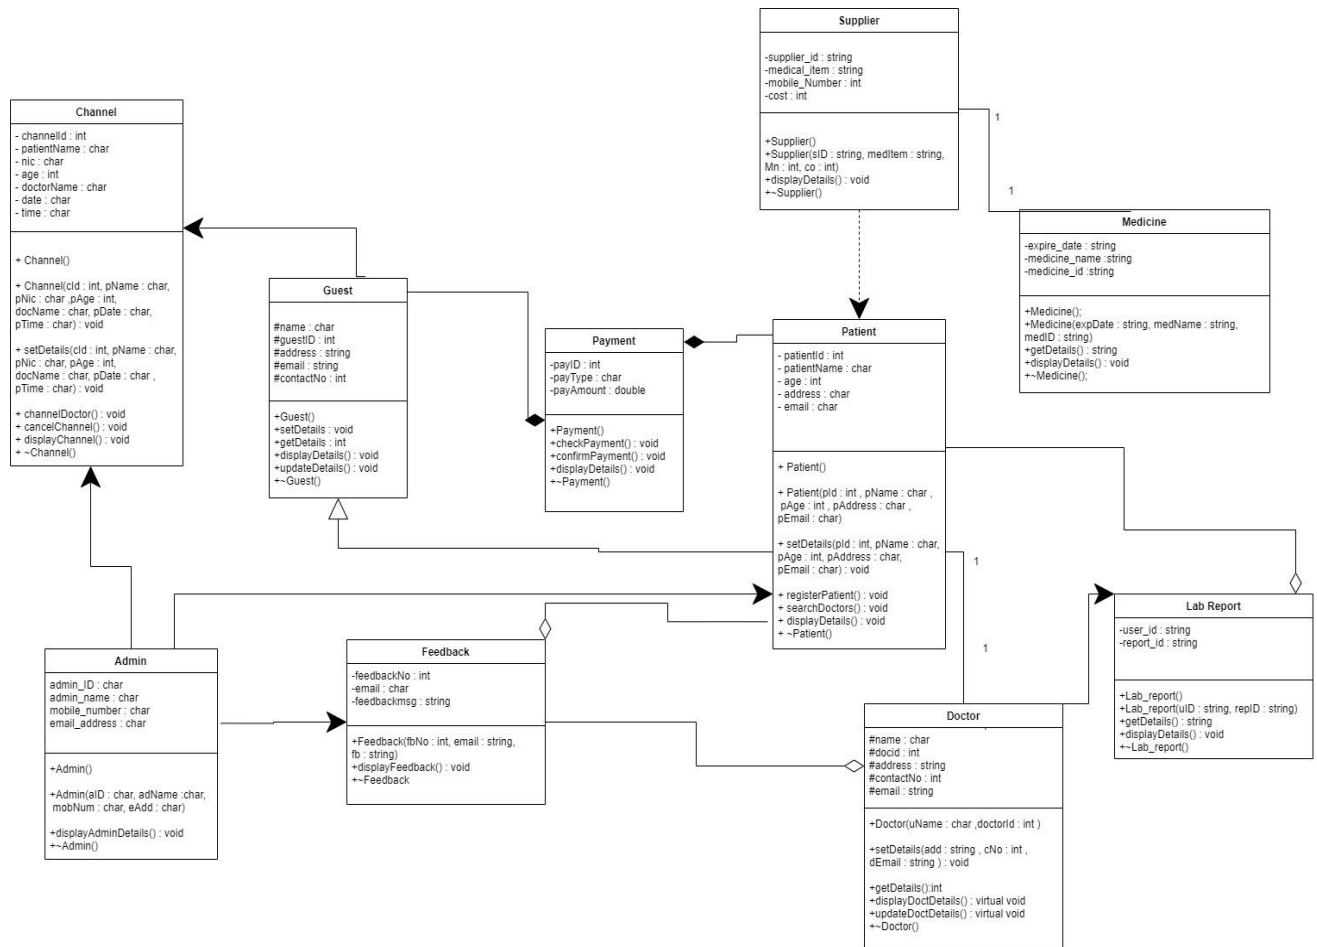 Supplier
-supplier_id : string
-medical_item : string
-mobile_Number : int
-cost : int
+Supplier()
+Supplier(sID : string, medItem : string,
Mn : int, co : int)
+displayDetails() : void
+~Supplier()
1
1
Channel
- channelId : int
- patientName : char
- nic : char
- age : int
- doctorName : char
- date : char
- time : char
+ Channel()
+ Channel(cId : int, pName : char,
pNic : char ,pAge : int,
docName : char, pDate : char,
pTime : char) : void
+ setDetails(cId : int, pName : char,
pNic : char, pAge : int,
docName : char, pDate : char ,
pTime : char) : void
+ channelDoctor() : void
+ cancelChannel() : void
+ displayChannel() : void
+ ~Channel()
Medicine
-expire_date : string
-medicine_name :string
-medicine_id :string
+Medicine();
+Medicine(expDate : string, medName : string,
medID : string)
+getDetails() : string
+displayDetails() : void
+~Medicine();
Guest
#name : char
#guestID : int
#address : string
#email : string
#contactNo : int
+Guest()
+setDetails : void
+getDetails : int
+displayDetails() : void
+updateDetails() : void
+~Guest()
Payment
-payID : int
-payType : char
-payAmount : double
+Payment()
+checkPayment() : void
+confirmPayment() : void
+displayDetails() : void
+~Payment()
Patient
- patientId : int
- patientName : char
- age : int
- address : char
- email : char
+ Patient()
+ Patient(pId : int , pName : char ,
pAge : int , pAddress : char ,
pEmail : char)
+ setDetails(pId : int, pName : char,
pAge : int, pAddress : char,
pEmail : char) : void
+ registerPatient() : void
+ searchDoctors() : void
+ displayDetails() : void
+ ~Patient()
1
1
Lab Report
-user_id : string
-report_id : string
+Lab_report()
+Lab_report(uID : string, repID : string)
+getDetails() : string
+displayDetails() : void
+~Lab_report()
Admin
admin_ID : char
admin_name : char
mobile_number : char
email_address : char
+Admin()
+Admin(aID : char, adName :char,
mobNum : char, eAdd : char)
+displayAdminDetails() : void
+~Admin()
Feedback
-feedbackNo : int
-email : char
-feedbackmsg : string
+Feedback(fbNo : int, email : string,
fb : string)
+displayFeedback() : void
+~Feedback
Doctor
#name : char
#docid : int
#address : string
#contactNo : int
#email : string
+Doctor(uName : char ,doctorId : int )
+setDetails(add : string , cNo : int ,
dEmail : string ) : void
+getDetails():int
+displayDoctDetails() : virtual void
+updateDoctDetails() : virtual void
+~Doctor()